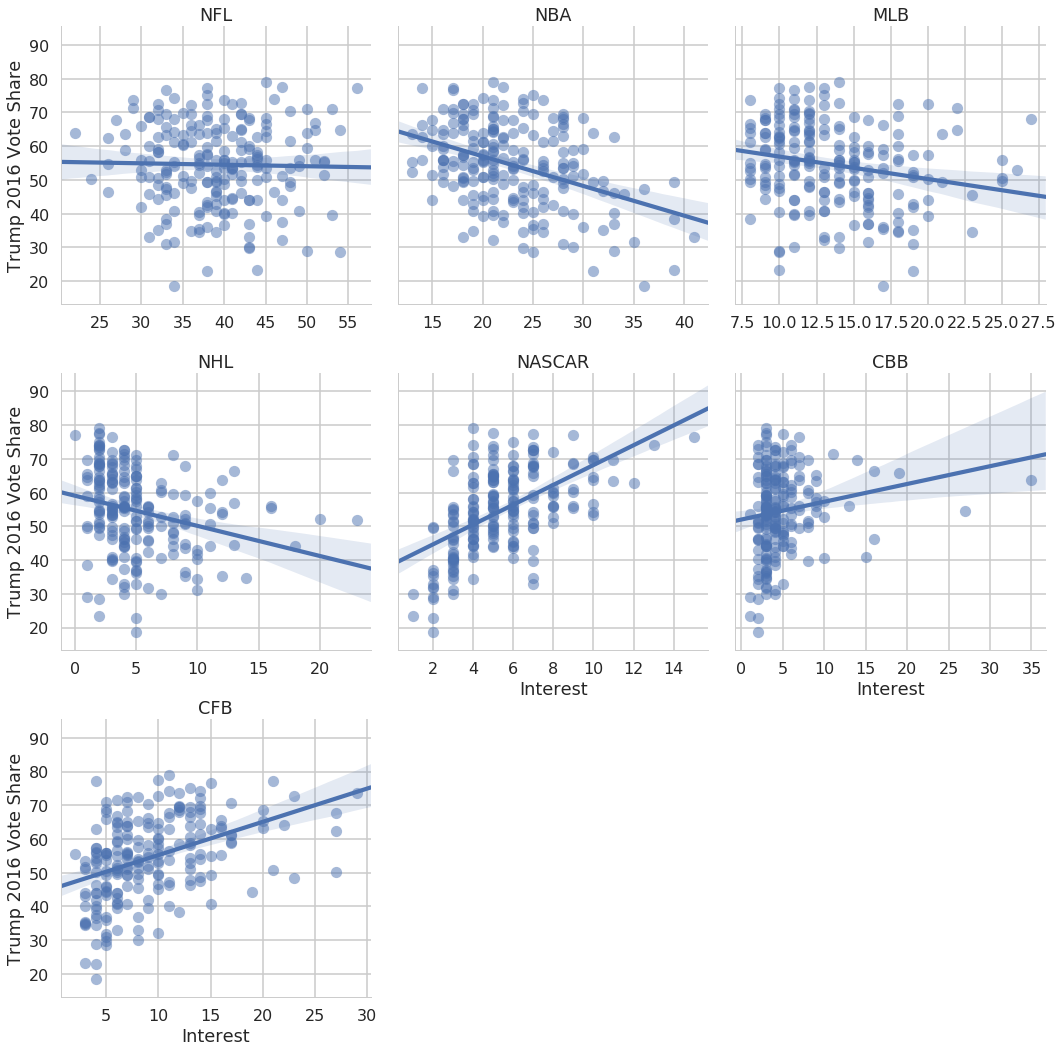 NFL NBA MLB
Trump 2016 Vote Share
90
80
70
60
50
40
30
20
25 30 35 40 45 50 55
15 20 25 30 35 40
7.5 10.0 12.5 15.0 17.5 20.0 22.5 25.0 27.5
NHL NASCAR CBB
Trump 2016 Vote Share
90
80
70
60
50
40
30
20
0 5 10 15 20
2 4 6 8 10 12 14
0 5 10 15 20 25 30 35
Interest Interest
CFB
Trump 2016 Vote Share
90
80
70
60
50
40
30
20
5 10 15 20 25 30
Interest